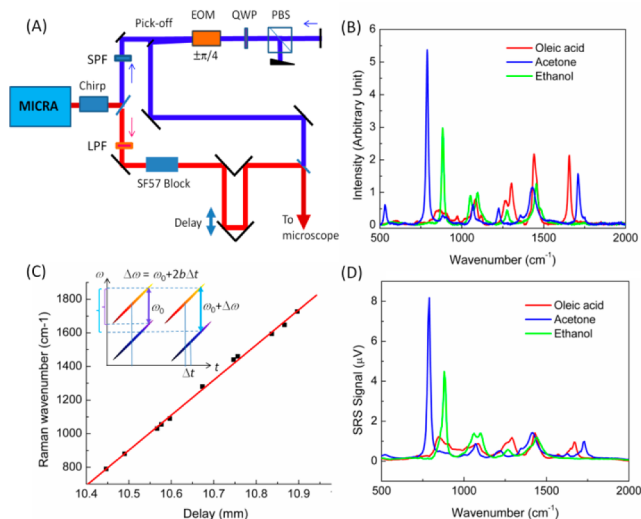 (A)
Pick-off
EOM
QWP
PBS
±π/4
SPF
MICRA
Chirp
LPF
SF57 Block
Delay
To
microscope
(B)
Intensity (Arbitrary Unit)
6
5
4
3
2
1
0
Oleic acid
Acetone
Ethanol
500
1000
1500
2000
Wavenumber (cm-1)
(C)
Raman wavenumber (cm-1)
1800
1600
1400
1200
1000
800
ω
Δω = ω0+2bΔt
ω0
ω0+Δω
t
Δt
10.4
10.5
10.6
10.7
10.8
10.9
Delay (mm)
(D)
SRS Signal (μV)
8
6
4
2
0
Oleic acid
Acetone
Ethanol
500
1000
1500
2000
Wavenumber (cm-1)